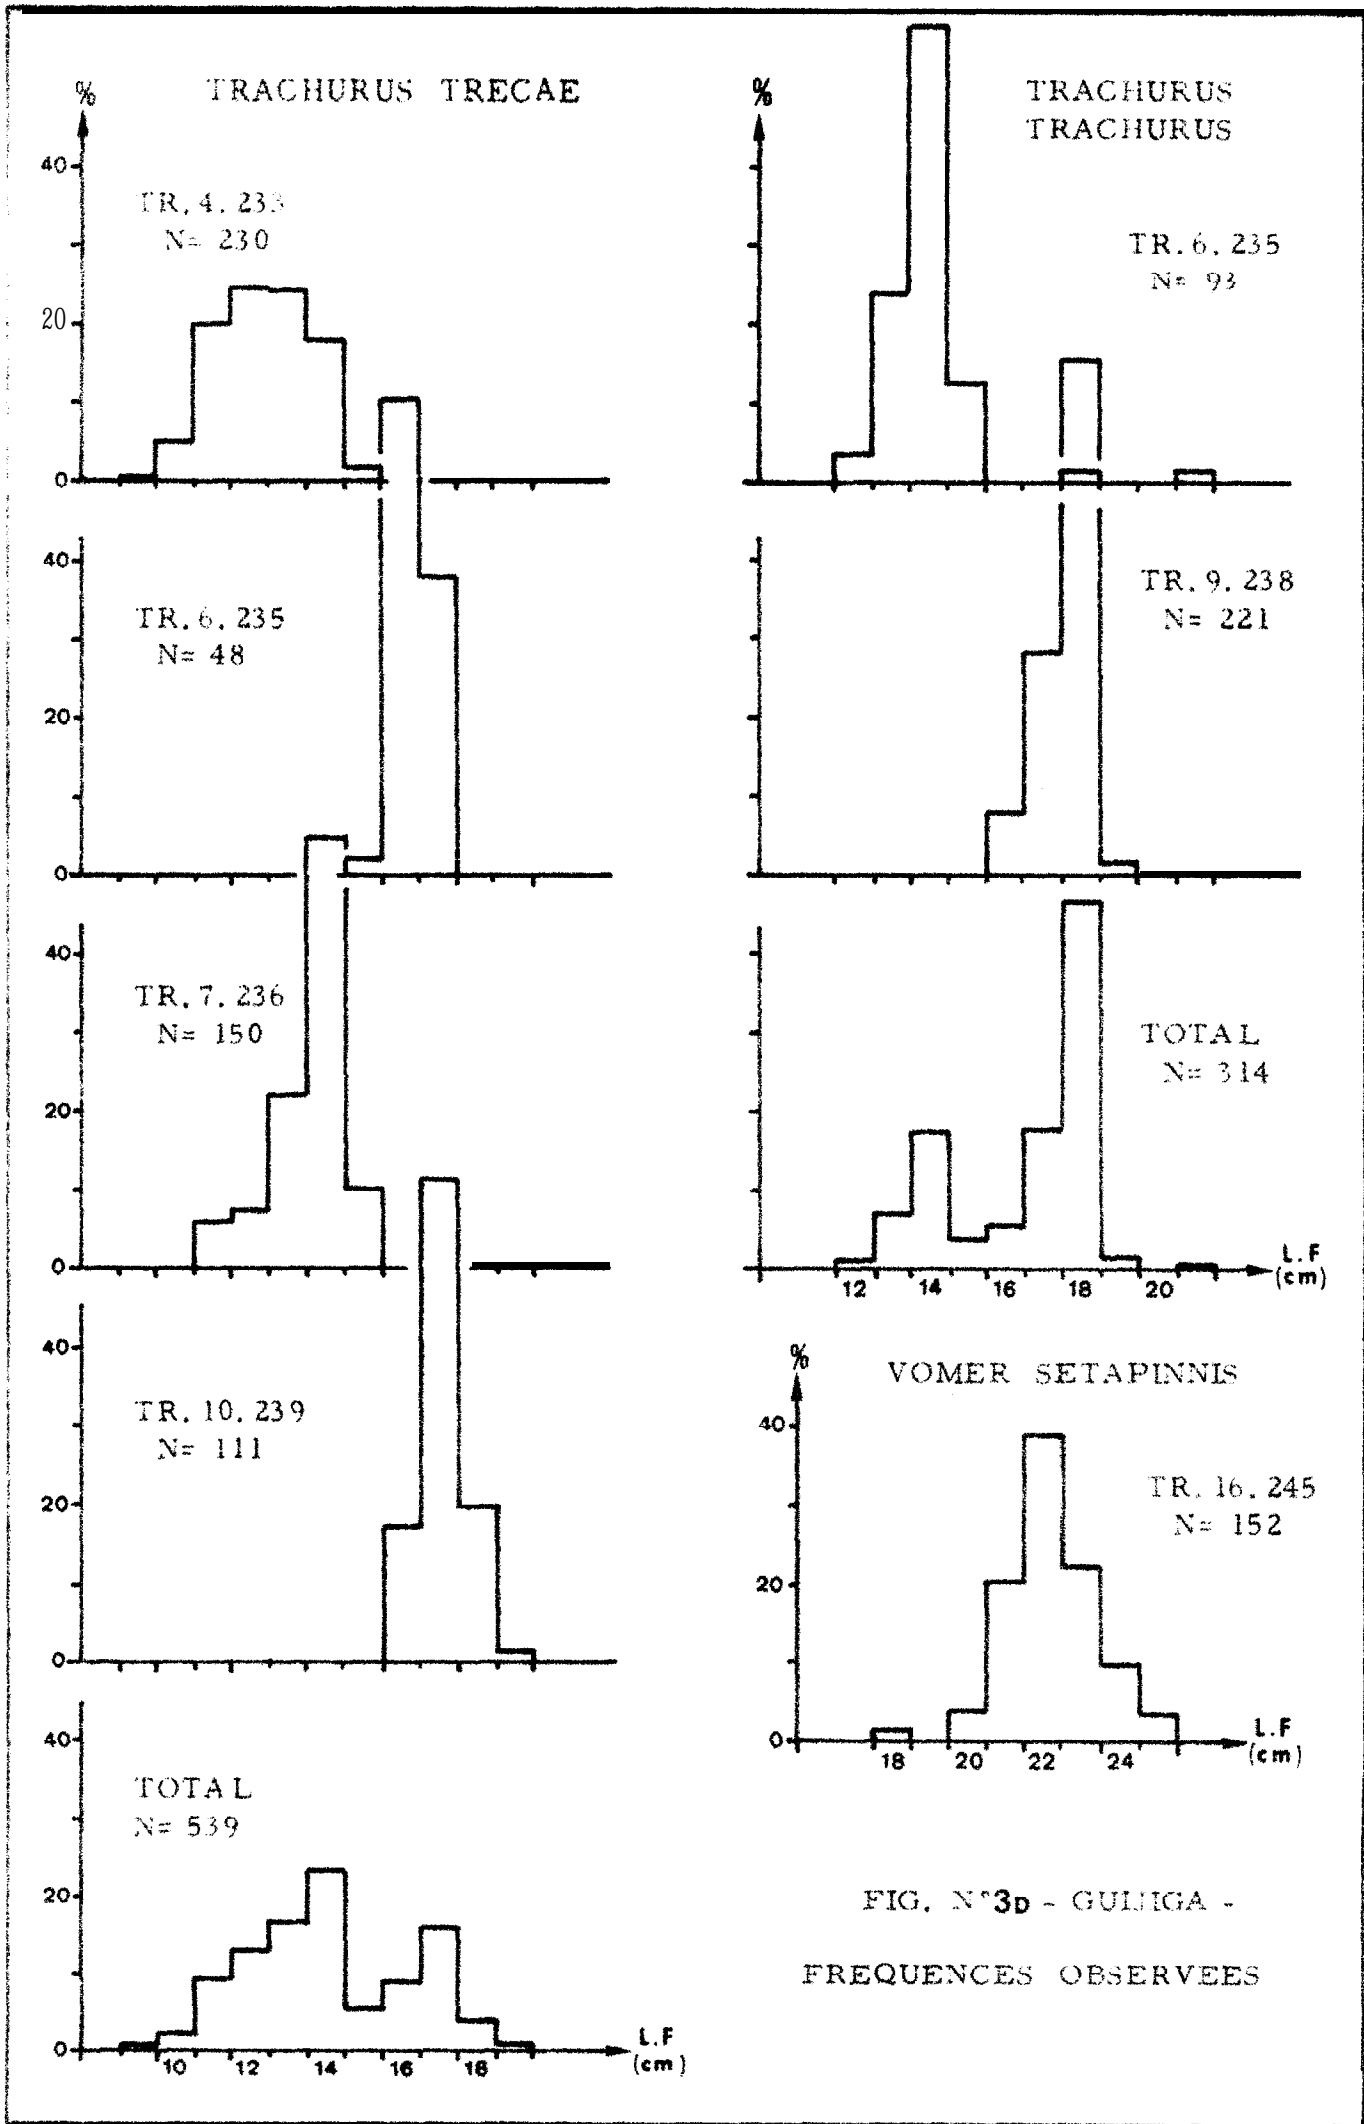 TRACHURUS TRECAE
%
40
20
0
TR. 4. 233
N= 230
40
20
0
TR. 6. 235
N= 48
40
20
0
TR. 7. 236
N= 150
40
20
0
TR. 10. 239
N= 111
40
20
0
TOTAL
N= 539
10 12 14 16 18
L.F
(cm)
TRACHURUS
TRACHURUS
%
TR. 6. 235
N= 93
TR. 9. 238
N= 221
TOTAL
N= 314
12 14 16 18 20
L.F
(cm)
VOMER SETAPINNIS
%
40
20
0
TR. 16. 245
N= 152
18 20 22 24
L.F
(cm)
FIG. N°3D - -
FREQUENCES OBSERVEES